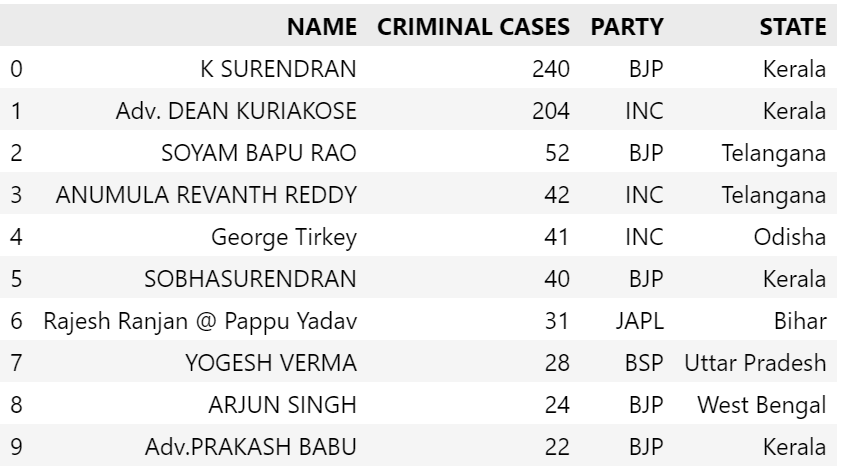 NAME CRIMINAL CASES PARTY STATE
0 K SURENDRAN 240 BJP Kerala
1 Adv. DEAN KURIAKOSE 204 INC Kerala
2 SOYAM BAPU RAO 52 BJP Telangana
3 ANUMULA REVANTH REDDY 42 INC Telangana
4 George Tirkey 41 INC Odisha
5 SOBHASURENDRAN 40 BJP Kerala
6 Rajesh Ranjan @ Pappu Yadav 31 JAPL Bihar
7 YOGESH VERMA 28 BSP Uttar Pradesh
8 ARJUN SINGH 24 BJP West Bengal
9 Adv.PRAKASH BABU 22 BJP Kerala